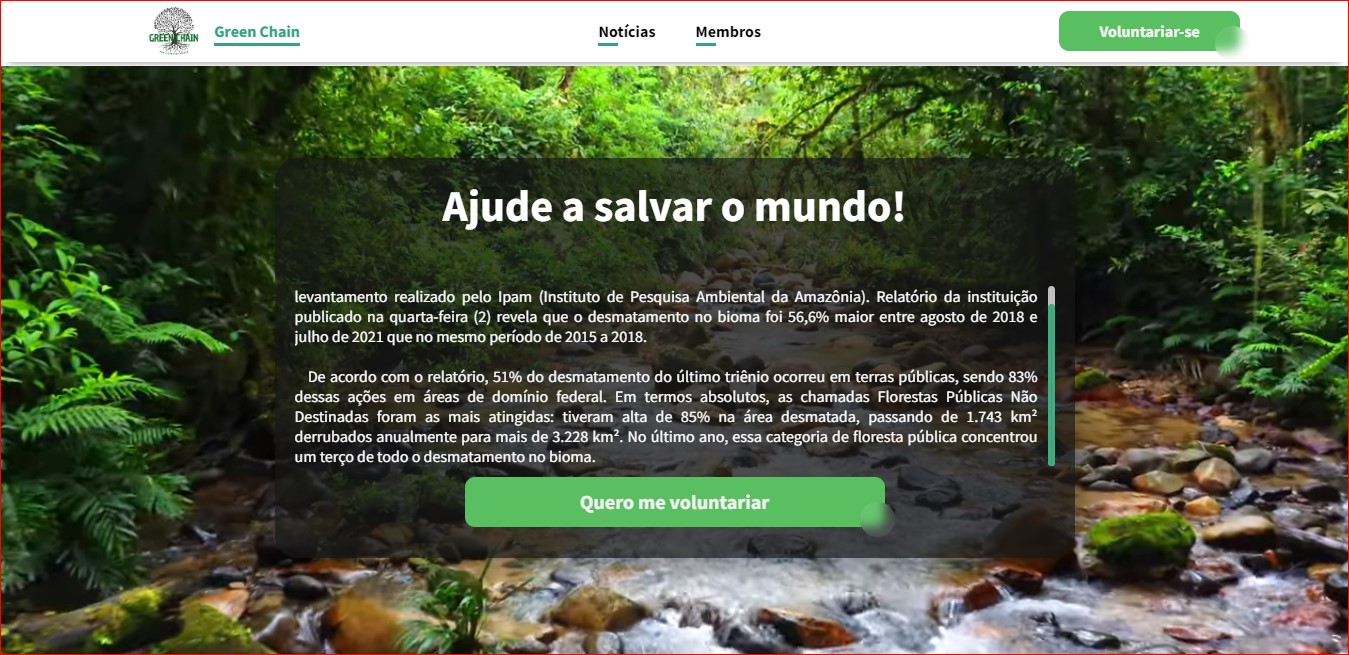 GREEN CHAIN
Green Chain
Notícias
Membros
Voluntariar-se
Ajude a salvar o mundo!
levantamento realizado pelo Ipam (Instituto de Pesquisa Ambiental da Amazônia). Relatório da instituição
publicado na quarta-feira (2) revela que o desmatamento no bioma foi 56,6% maior entre agosto de 2018 e
julho de 2021 que no mesmo período de 2015 a 2018.
De acordo com o relatório, 51% do desmatamento do último triênio ocorreu em terras públicas, sendo 83%
dessas ações em áreas de domínio federal. Em termos absolutos, as chamadas Florestas Públicas Não
Destinadas foram as mais atingidas: tiveram alta de 85% na área desmatada, passando de 1.743 km²
derrubados anualmente para mais de 3.228 km². No último ano, essa categoria de floresta pública concentrou
um terço de todo o desmatamento no bioma.
Quero me voluntariar